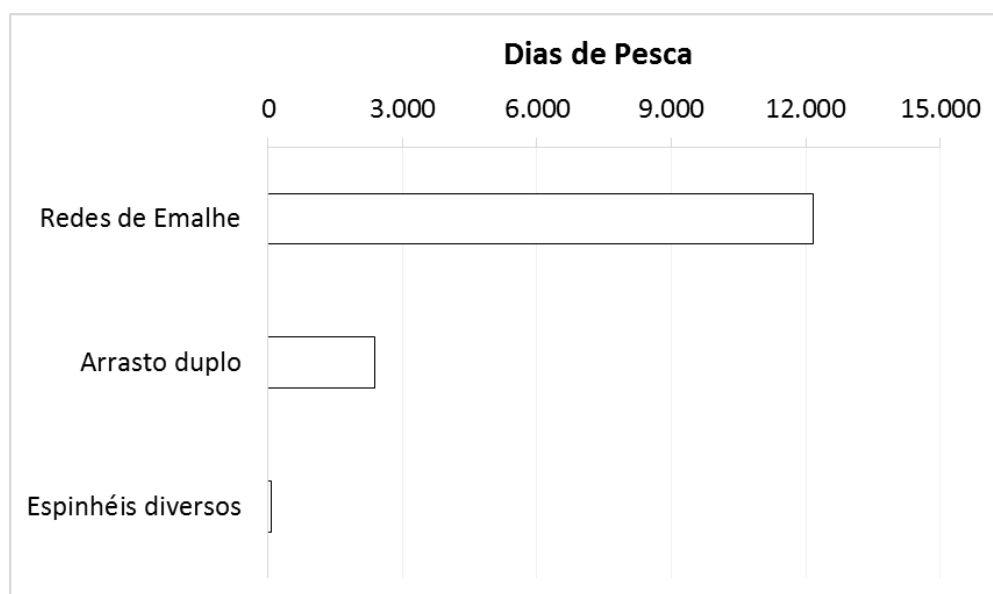 Dias de Pesca
0 3.000 6.000 9.000 12.000 15.000
Redes de Emalhe
Arrasto duplo
Espinhéis diversos